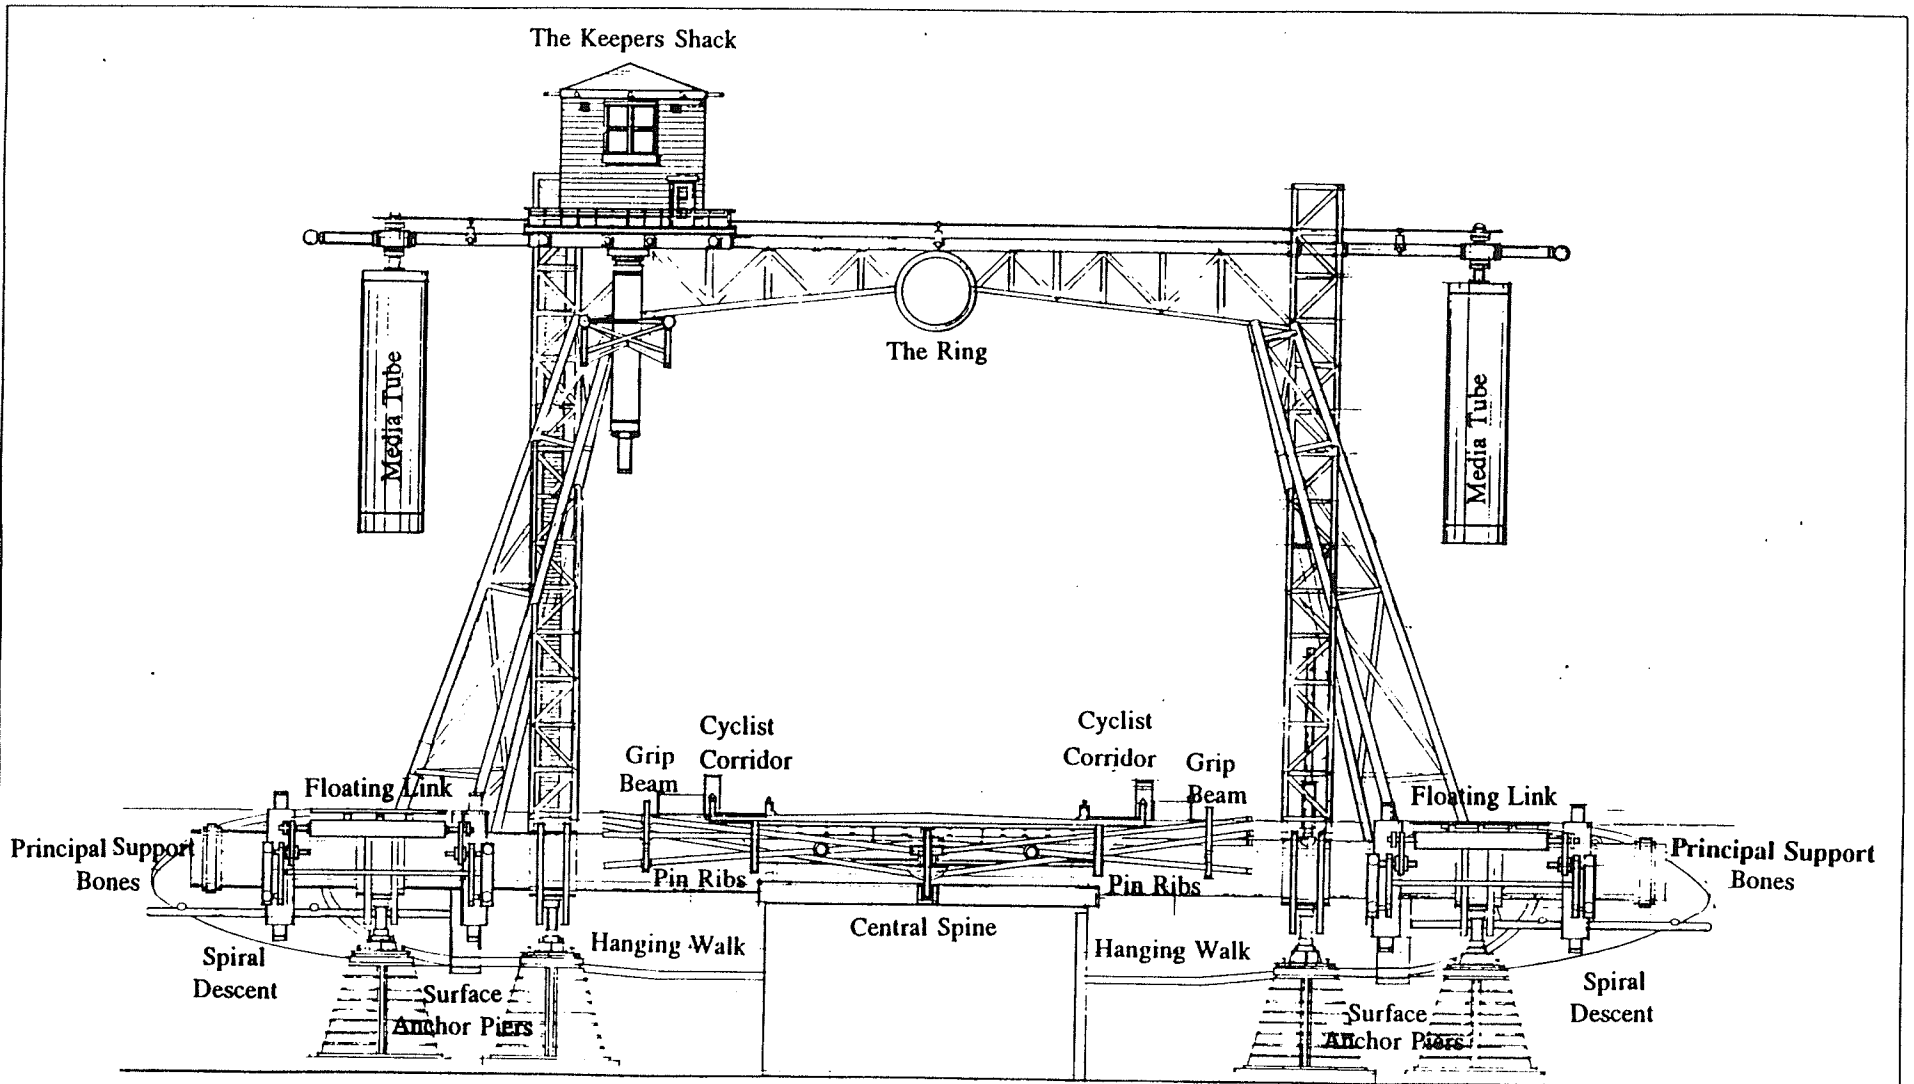 The Keepers Shack
The Ring
Media Tube
Media Tube
Cyclist
Corridor
Cyclist
Corridor
Grip
Beam
Grip
Beam
Floating Link
Floating Link
Principal Support
Bones
Principal Support
Bones
Pin Ribs
Pin Ribs
Central Spine
Hanging Walk
Hanging Walk
Spiral
Descent
Spiral
Descent
Surface
Anchor Piers
Surface
Anchor Piers